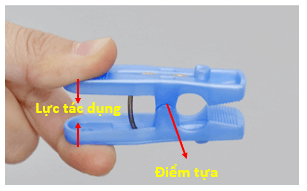 Lực tác dụng
Điểm tựa